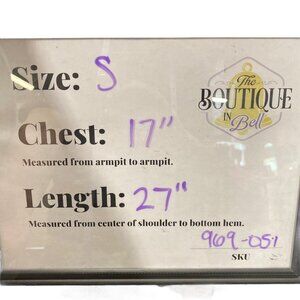 Size: S
The
BOUTIQUE
IN
Bell
Chest: 17"
Measured from armpit to armpit.
Length: 27"
Measured from center of shoulder to bottom hem.
969-051
SKU